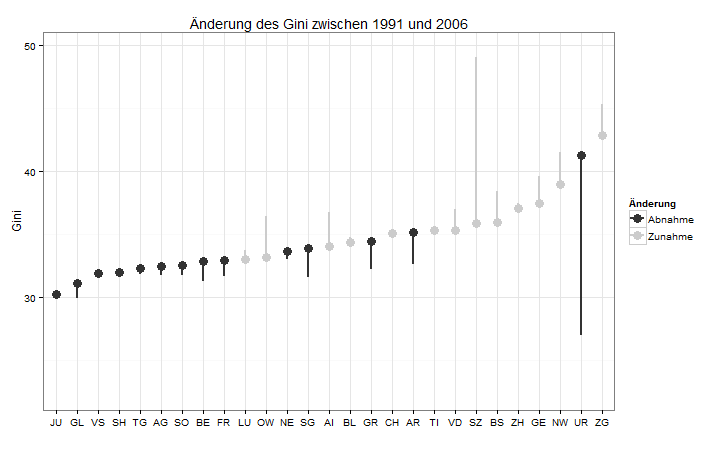 Änderung des Gini zwischen 1991 und 2006
50
40
30
Gini
JU GL VS SH TG AG SO BE FR LU OW NE SG AI BL GR CH AR TI VD SZ BS ZH GE NW UR ZG
Änderung
Abnahme
Zunahme